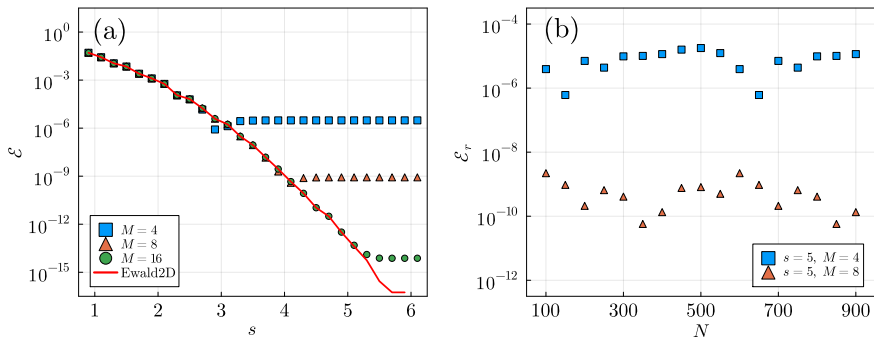 (a)
10^0
10^{-3}
10^{-6}
10^{-9}
10^{-12}
10^{-15}
ℰ
M = 4
M = 8
M = 16
Ewald2D
1 2 3 4 5 6
s
(b)
10^{-4}
10^{-6}
10^{-8}
10^{-10}
10^{-12}
ℰ_r
s = 5, M = 4
s = 5, M = 8
100 300 500 700 900
N